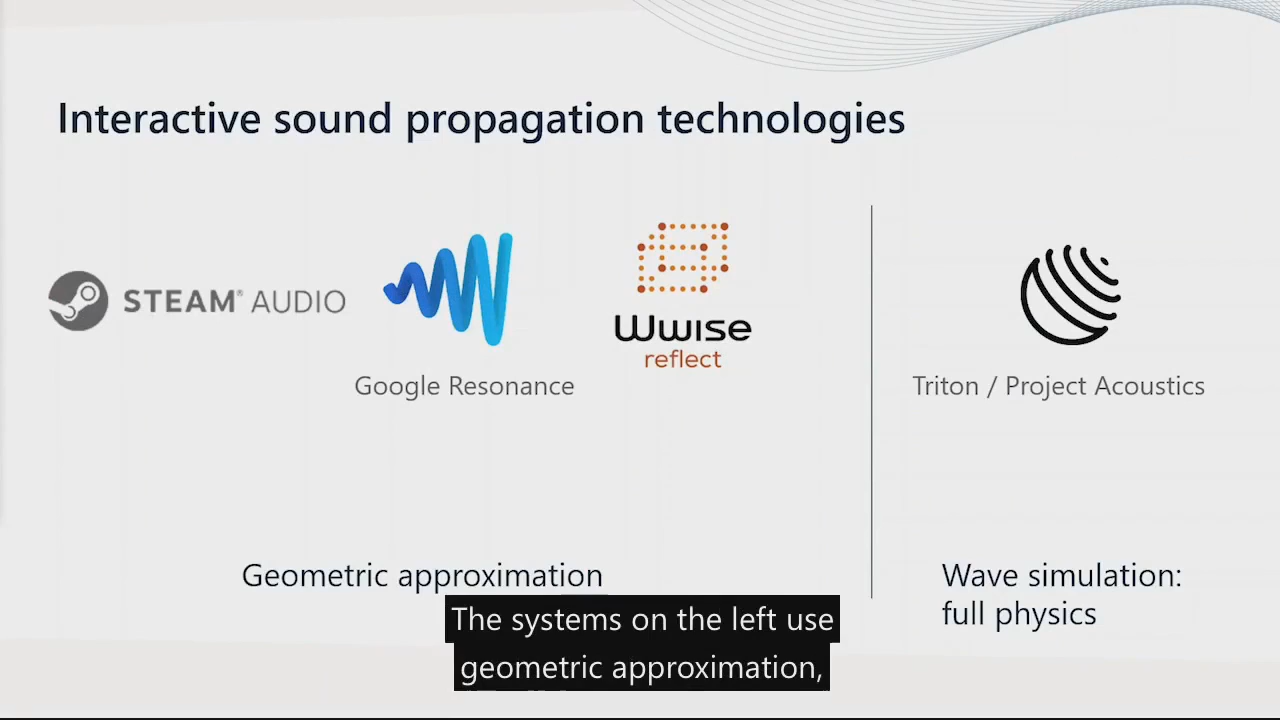 Interactive sound propagation technologies
STEAM® AUDIO
Wwise
reflect
Google Resonance
Triton / Project Acoustics
Geometric approximation
Wave simulation:
full physics
The systems on the left use
geometric approximation,